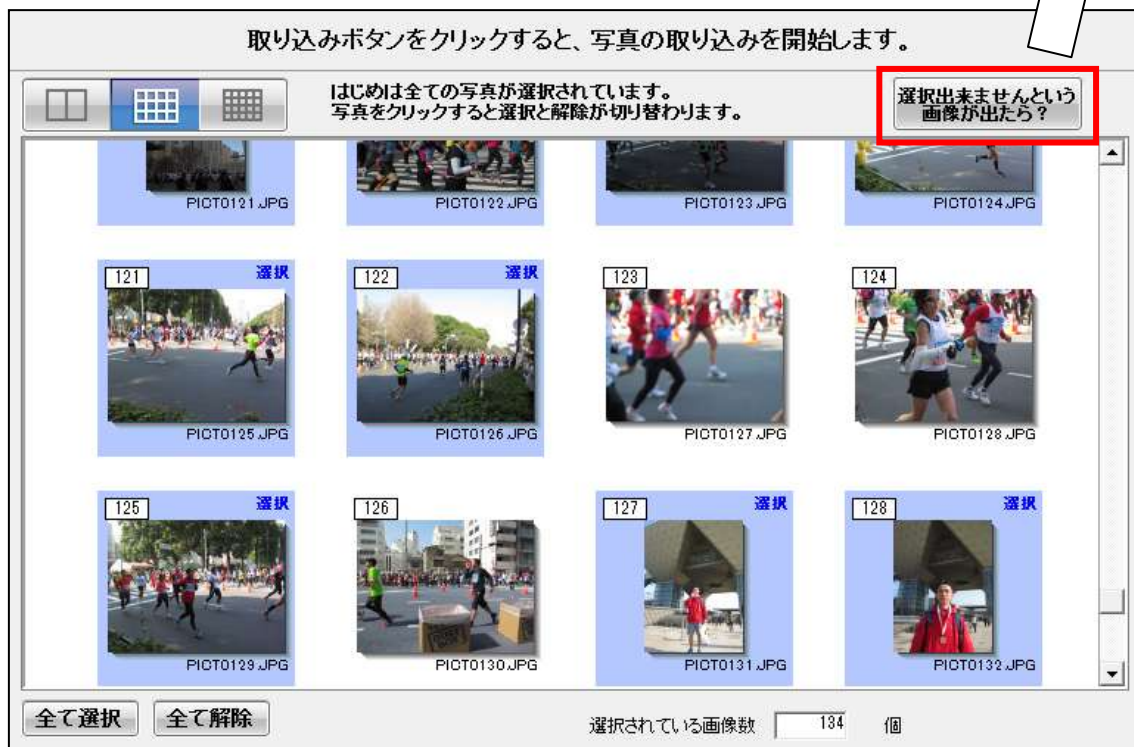 取り込みボタンをクリックすると、写真の取り込みを開始します。
はじめは全ての写真が選択されています。
写真をクリックすると選択と解除が切り替わります。
選択出来ませんという
画像が出たら？
PICT0121.JPG
PICT0122.JPG
PICT0123.JPG
PICT0124.JPG
121 選択
122 選択
123
124
PICT0125.JPG
PICT0126.JPG
PICT0127.JPG
PICT0128.JPG
125 選択
126
127 選択
128 選択
PICT0129.JPG
PICT0130.JPG
PICT0131.JPG
PICT0132.JPG
全て選択 全て解除
選択されている画像数 134 個